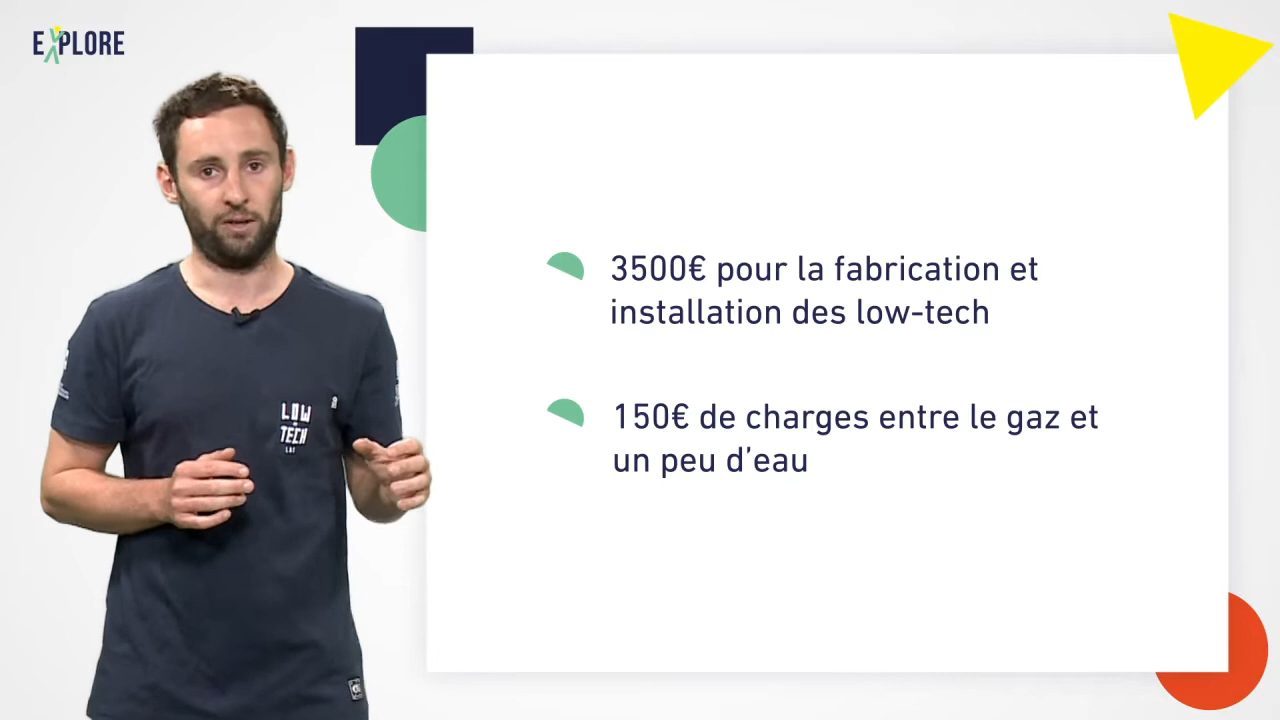 EXPLORE
3500€ pour la fabrication et
installation des low-tech
150€ de charges entre le gaz et
un peu d’eau
LOW
TECH
LAB